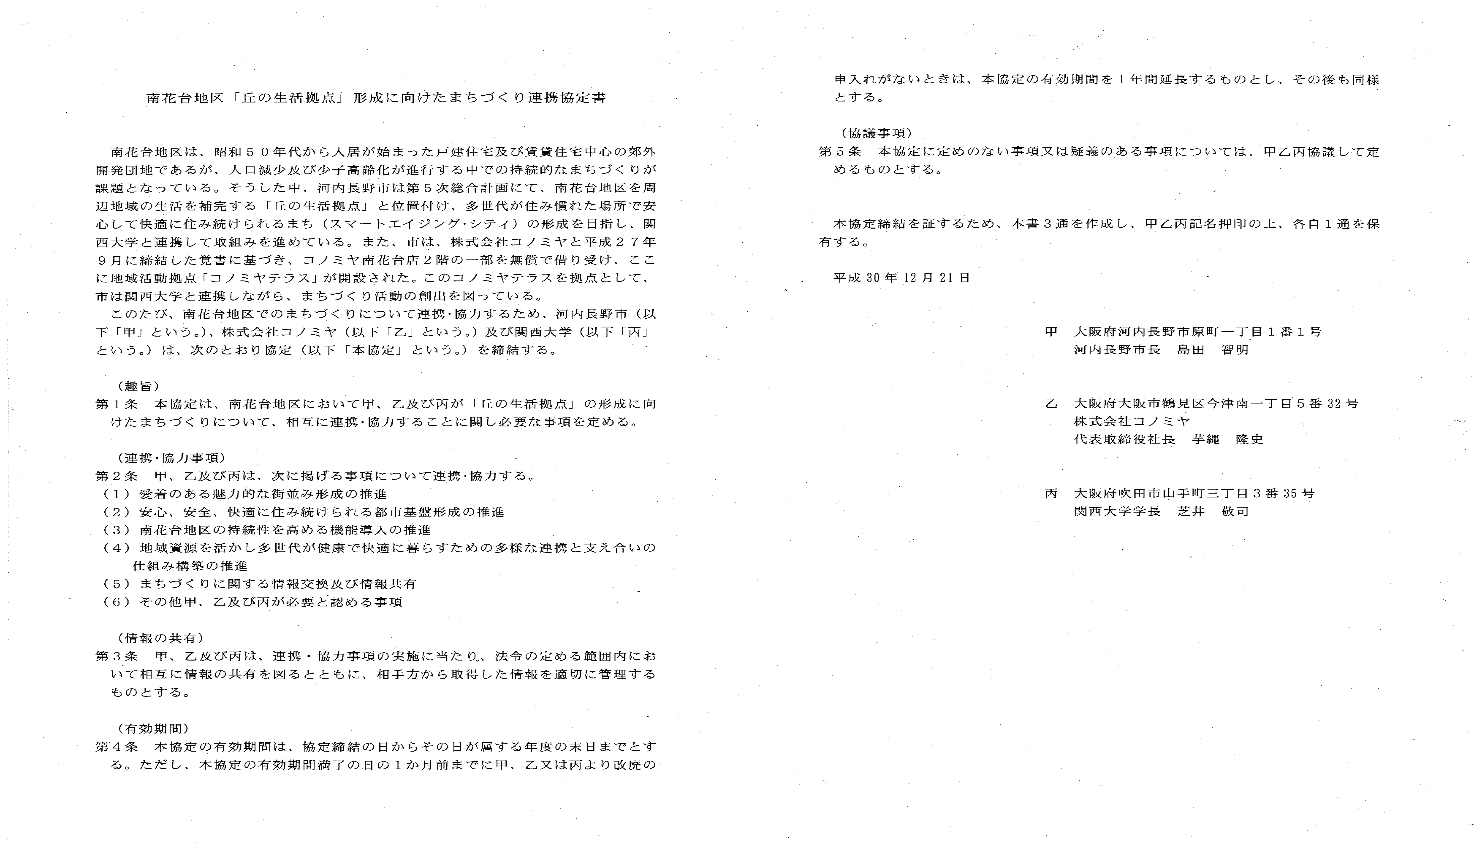 南花台地区「丘の生活拠点」形成に向けたまちづくり連携協定書
南花台地区は、昭和５０年代から入居が始まった戸建住宅及び賃貸住宅中心の郊外
開発団地であるが、人口減少及び少子高齢化が進行する中での持続的なまちづくりが
課題となっている。そうした中、河内長野市は第５次総合計画にて、南花台地区を周
辺地域の生活を補完する「丘の生活拠点」と位置付け、多世代が住み慣れた場所で安
心して快適に住み続けられるまち（スマートエイジング・シティ）の形成を目指し、関
西大学と連携して取組みを進めている。また、市は、株式会社コノミヤと平成２７年
９月に締結した覚書に基づき、コノミヤ南花台店２階の一部を無償で借り受け、ここ
に地域活動拠点「コノミヤテラス」が開設された。このコノミヤテラスを拠点として、
市は関西大学と連携しながら、まちづくり活動の創出を図っている。
このたび、南花台地区でのまちづくりについて連携・協力するため、河内長野市（以
下「甲」という。）、株式会社コノミヤ（以下「乙」という。）及び関西大学（以下「丙」
という。）は、次のとおり協定（以下「本協定」という。）を締結する。
（趣旨）
第１条　本協定は、南花台地区において甲、乙及び丙が「丘の生活拠点」の形成に向
けたまちづくりについて、相互に連携・協力することに関し必要な事項を定める。
（連携・協力事項）
第２条　甲、乙及び丙は、次に掲げる事項について連携・協力する。
（１）愛着のある魅力的な街並み形成の推進
（２）安心、安全、快適に住み続けられる都市基盤形成の推進
（３）南花台地区の持続性を高める機能導入の推進
（４）地域資源を活かし多世代が健康で快適に暮らすための多様な連携と支え合いの
仕組み構築の推進
（５）まちづくりに関する情報交換及び情報共有
（６）その他甲、乙及び丙が必要と認める事項
（情報の共有）
第３条　甲、乙及び丙は、連携・協力事項の実施に当たり、法令の定める範囲内にお
いて相互に情報の共有を図るとともに、相手方から取得した情報を適切に管理する
ものとする。
（有効期間）
第４条　本協定の有効期間は、協定締結の日からその日が属する年度の末日までとす
る。ただし、本協定の有効期間満了の日の１か月前までに甲、乙又は丙より改廃の
申入れがないときは、本協定の有効期間を１年間延長するものとし、その後も同様
とする。
（協議事項）
第５条　本協定に定めのない事項又は疑義のある事項については、甲乙丙協議して定
めるものとする。
本協定締結を証するため、本書３通を作成し、甲乙丙記名押印の上、各自１通を保
有する。
平成 30 年 12 月 21 日
甲　大阪府河内長野市原町一丁目１番１号
河内長野市長　島田　智明
乙　大阪府大阪市鶴見区今津南一丁目５番 32 号
株式会社コノミヤ
代表取締役社長　芋縄　隆史
丙　大阪府吹田市山手町三丁目３番 35 号
関西大学学長　芝井　敬司